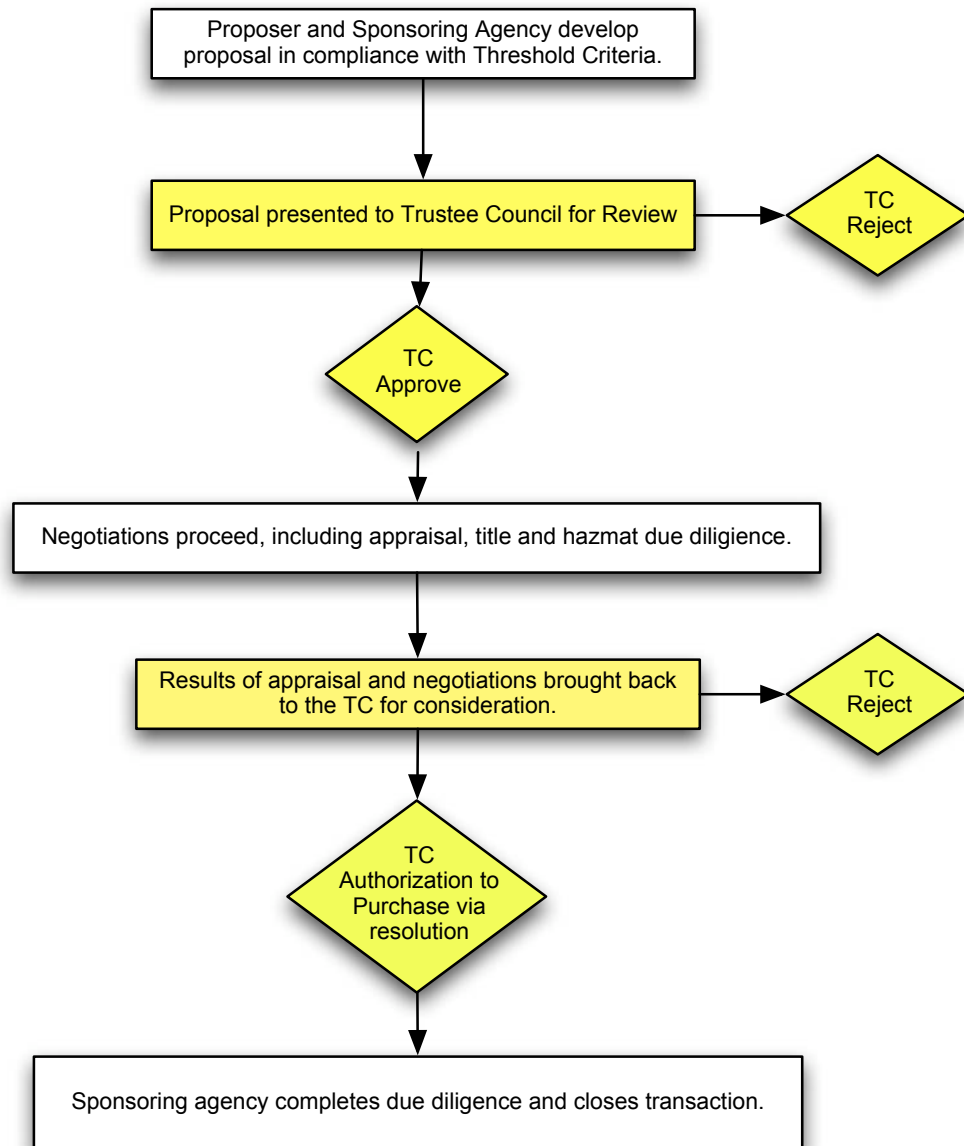 Proposer and Sponsoring Agency develop
proposal in compliance with Threshold Criteria.
Proposal presented to Trustee Council for Review
TC
Reject
TC
Approve
Negotiations proceed, including appraisal, title and hazmat due diligience.
Results of appraisal and negotiations brought back
to the TC for consideration.
TC
Reject
TC
Authorization to
Purchase via
resolution
Sponsoring agency completes due diligence and closes transaction.